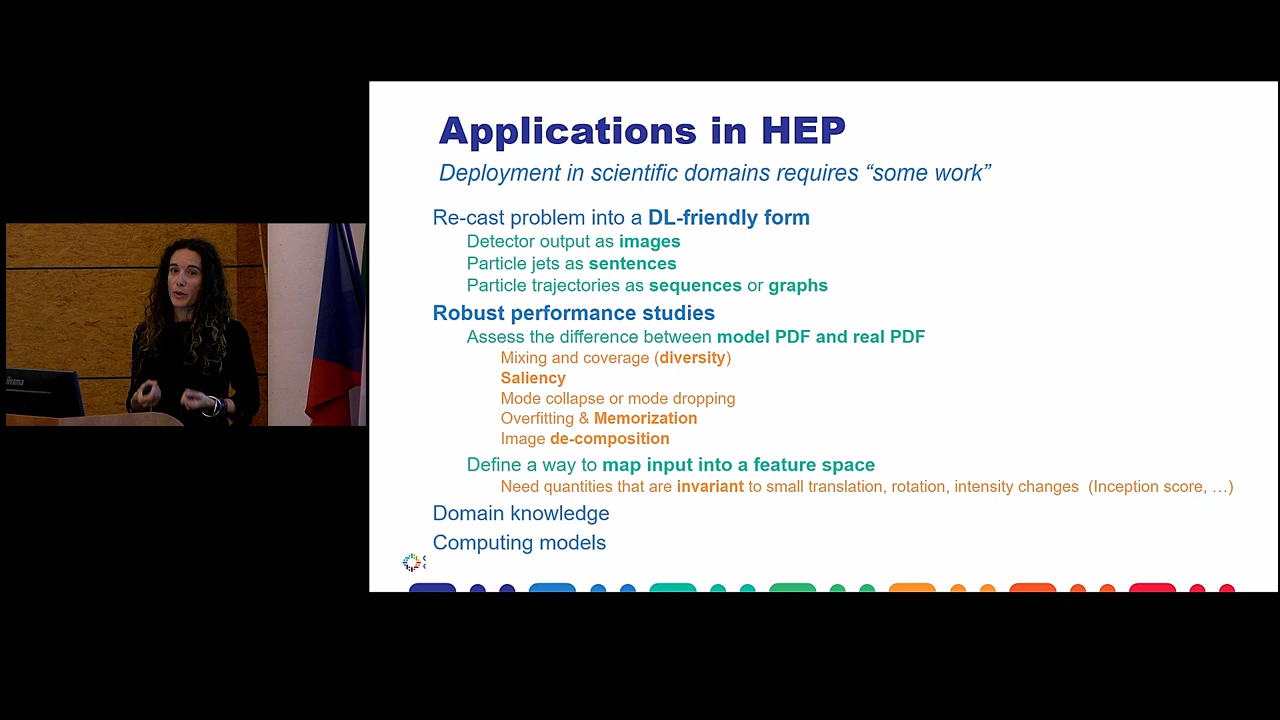 Applications in HEP
Deployment in scientific domains requires “some work”
Re-cast problem into a DL-friendly form
Detector output as images
Particle jets as sentences
Particle trajectories as sequences or graphs
Robust performance studies
Assess the difference between model PDF and real PDF
Mixing and coverage (diversity)
Saliency
Mode collapse or mode dropping
Overfitting & Memorization
Image de-composition
Define a way to map input into a feature space
Need quantities that are invariant to small translation, rotation, intensity changes (Inception score, …)
Domain knowledge
Computing models
iiyama